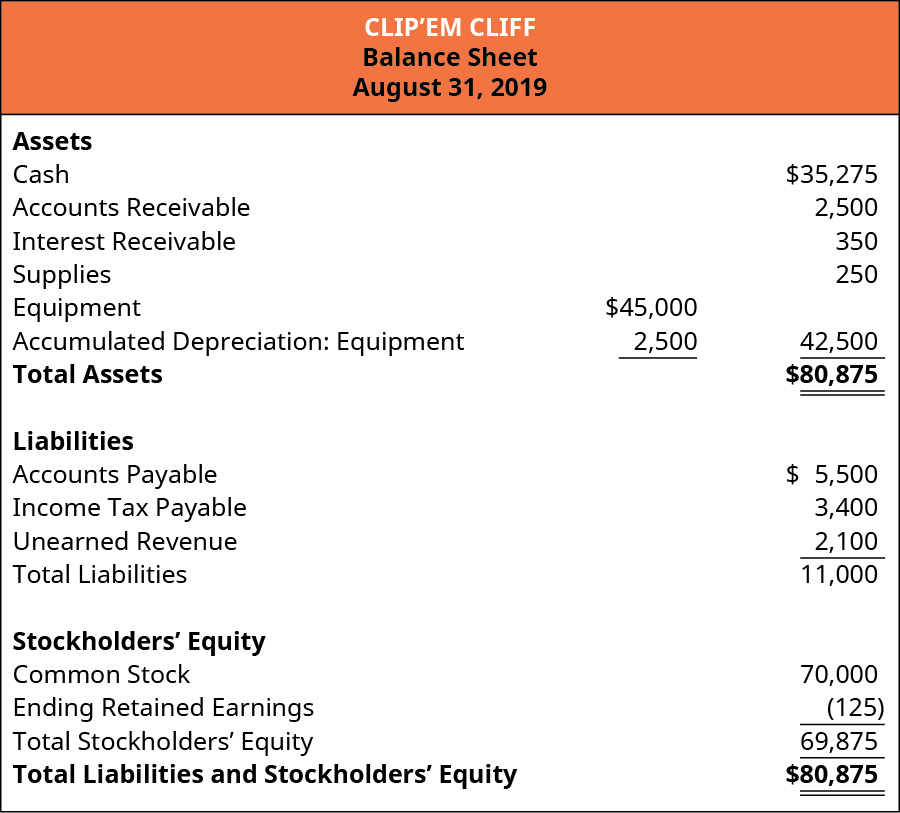 CLIP’EM CLIFF
Balance Sheet
August 31, 2019
Assets
Cash $35,275
Accounts Receivable 2,500
Interest Receivable 350
Supplies 250
Equipment $45,000
Accumulated Depreciation: Equipment 2,500 42,500
Total Assets $80,875
Liabilities
Accounts Payable $ 5,500
Income Tax Payable 3,400
Unearned Revenue 2,100
Total Liabilities 11,000
Stockholders’ Equity
Common Stock 70,000
Ending Retained Earnings (125)
Total Stockholders’ Equity 69,875
Total Liabilities and Stockholders’ Equity $80,875